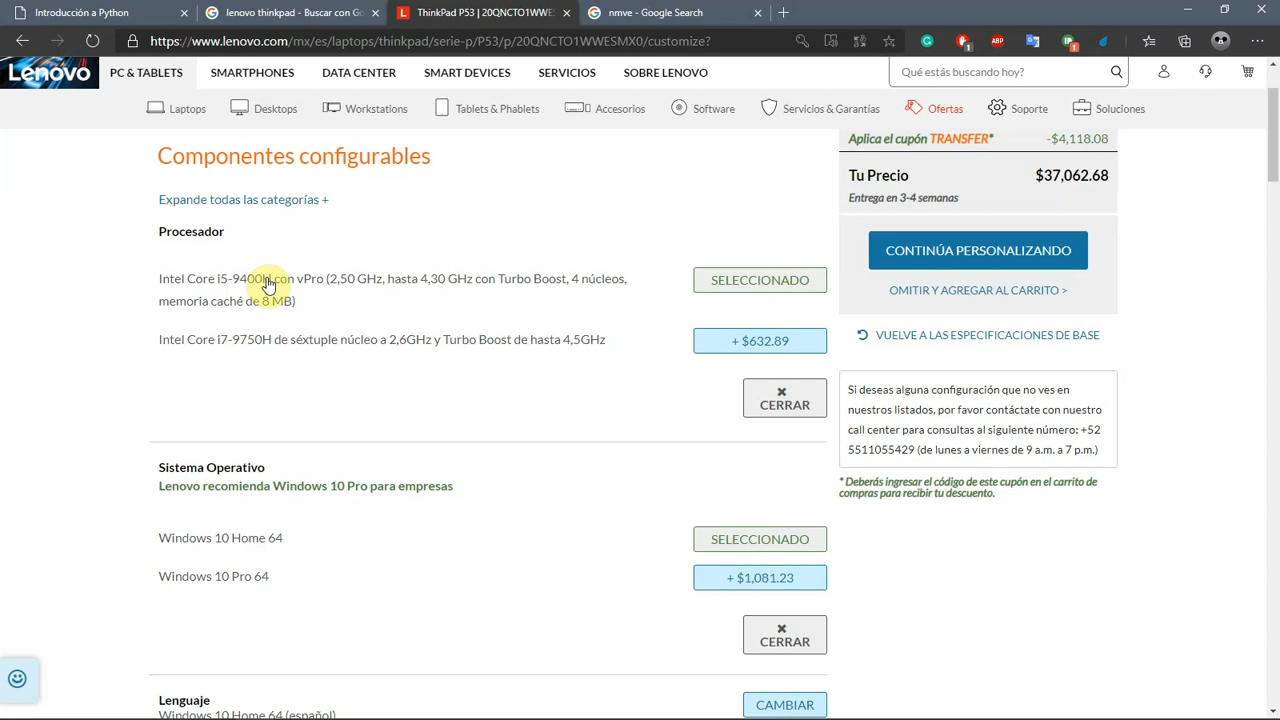 Introducción a Python
lenovo thinkpad - Buscar con Go
ThinkPad P53 | 20QNCTO1WWES
nmve - Google Search
https://www.lenovo.com/mx/es/laptops/thinkpad/serie-p/P53/p/20QNCTO1WWESMX0/customize?
Lenovo
PC & TABLETS
SMARTPHONES
DATA CENTER
SMART DEVICES
SERVICIOS
SOBRE LENOVO
Qué estás buscando hoy?
Laptops
Desktops
Workstations
Tablets & Phablets
Accesorios
Software
Servicios & Garantías
Ofertas
Soporte
Soluciones
Componentes configurables
Expande todas las categorías +
Procesador
Intel Core i5-9400H con vPro (2,50 GHz, hasta 4,30 GHz con Turbo Boost, 4 núcleos,
memoria caché de 8 MB)
SELECCIONADO
Intel Core i7-9750H de séxtuple núcleo a 2,6GHz y Turbo Boost de hasta 4,5GHz
+ $632.89
CERRAR
Sistema Operativo
Lenovo recomienda Windows 10 Pro para empresas
Windows 10 Home 64
SELECCIONADO
Windows 10 Pro 64
+ $1,081.23
CERRAR
Lenguaje
Windows 10 Home 64 (español)
CAMBIAR
Aplica el cupón TRANSFER* -$4,118.08
Tu Precio $37,062.68
Entrega en 3-4 semanas
CONTINÚA PERSONALIZANDO
OMITIR Y AGREGAR AL CARRITO >
VUELVE A LAS ESPECIFICACIONES DE BASE
Si deseas alguna configuración que no ves en
nuestros listados, por favor contáctate con nuestro
call center para consultas al siguiente número: +52
5511055429 (de lunes a viernes de 9 a.m. a 7 p.m.)
* Deberás ingresar el código de este cupón en el carrito de
compras para recibir tu descuento.